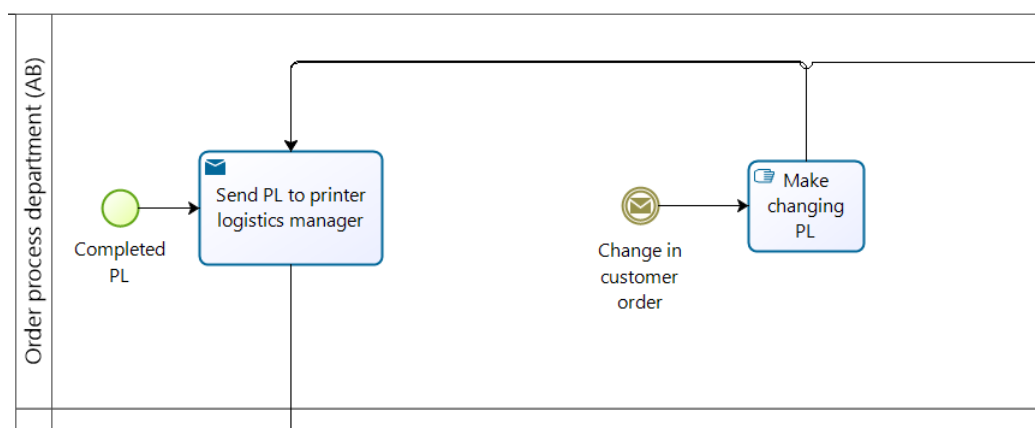 Order process department (AB)
Send PL to printer
logistics manager
Completed
PL
Change in
customer
order
Make
changing
PL